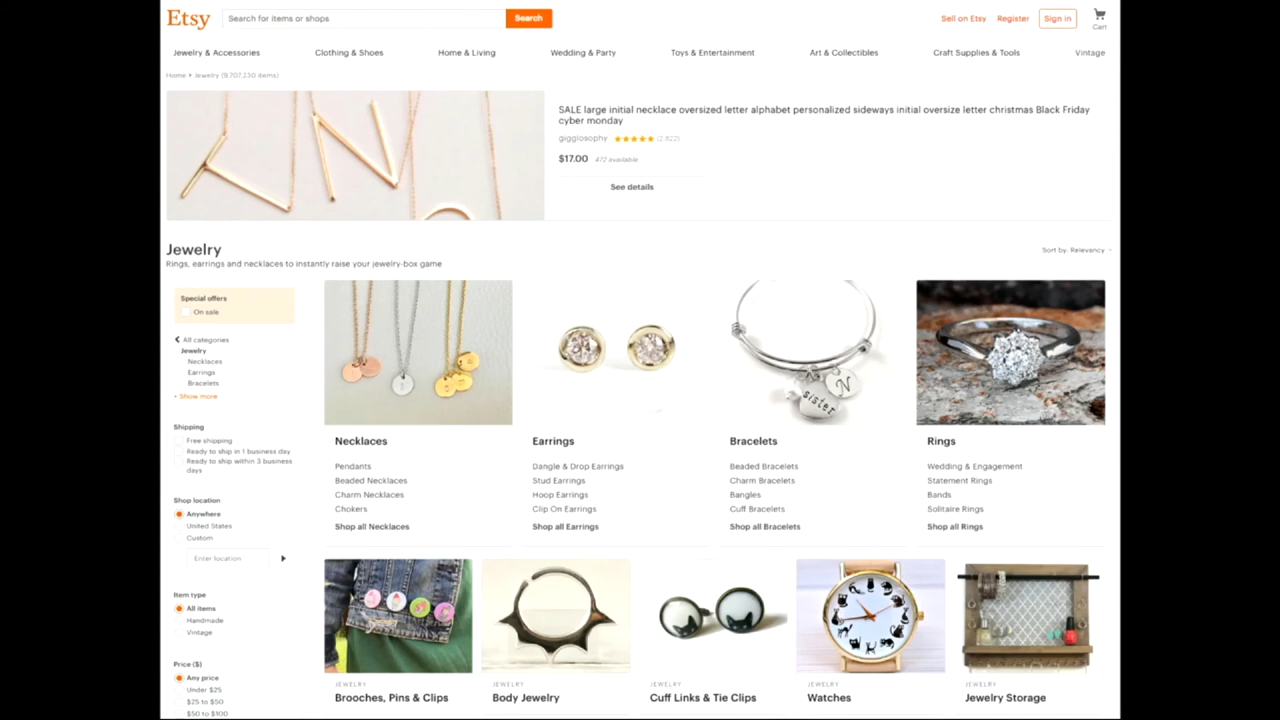 Etsy
Search for items or shops
Search
Sell on Etsy
Register
Sign in
Cart
Jewelry & Accessories
Clothing & Shoes
Home & Living
Wedding & Party
Toys & Entertainment
Art & Collectibles
Craft Supplies & Tools
Vintage
Home
Jewelry (9,707,230 items)
SALE large initial necklace oversized letter alphabet personalized sideways initial oversize letter christmas Black Friday
cyber monday
gigglosophy
(2,822)
$17.00 472 available
See details
Jewelry
Rings, earrings and necklaces to instantly raise your jewelry-box game
Sort by: Relevancy
Special offers
On sale
All categories
Jewelry
Necklaces
Earrings
Bracelets
+ Show more
Shipping
Free shipping
Ready to ship in 1 business day
Ready to ship within 3 business
days
Shop location
Anywhere
United States
Custom
Enter location
Item type
All items
Handmade
Vintage
Price ($)
Any price
Under $25
$25 to $50
$50 to $100
Necklaces
Pendants
Beaded Necklaces
Charm Necklaces
Chokers
Shop all Necklaces
Earrings
Dangle & Drop Earrings
Stud Earrings
Hoop Earrings
Clip On Earrings
Shop all Earrings
sister
N
Bracelets
Beaded Bracelets
Charm Bracelets
Bangles
Cuff Bracelets
Shop all Bracelets
Rings
Wedding & Engagement
Statement Rings
Bands
Solitaire Rings
Shop all Rings
JEWELRY
Brooches, Pins & Clips
JEWELRY
Body Jewelry
JEWELRY
Cuff Links & Tie Clips
JEWELRY
Watches
JEWELRY
Jewelry Storage